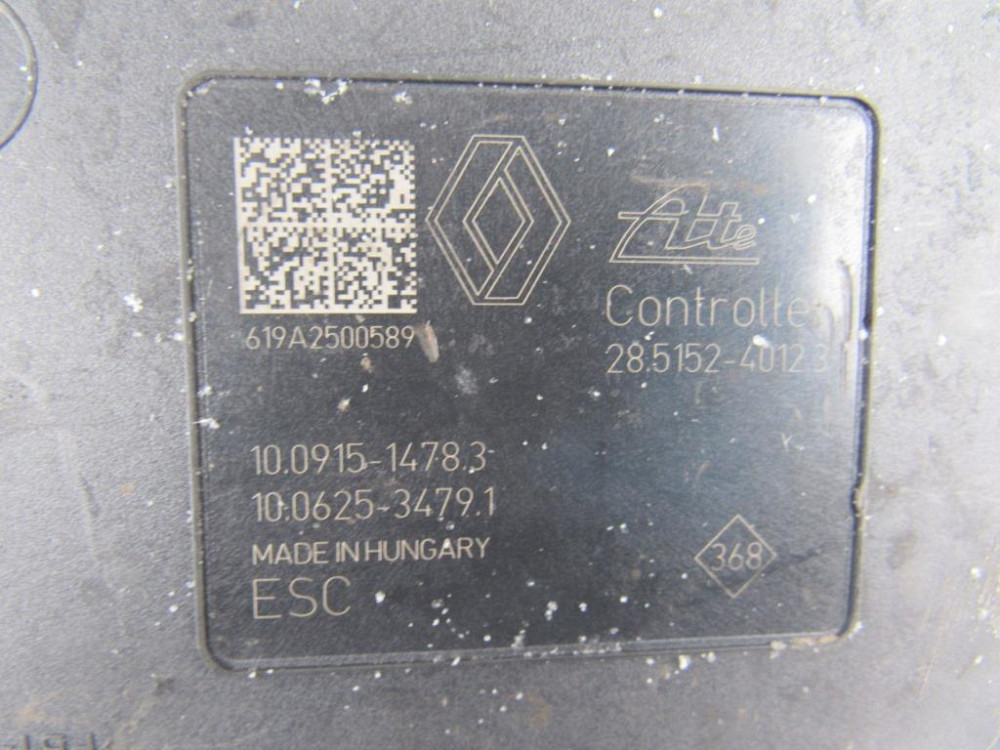 619A2500589
Ate
Controller
28.5152-4012.3
10.0915-1478.3
10.0625-3479.1
MADE IN HUNGARY
ESC
368